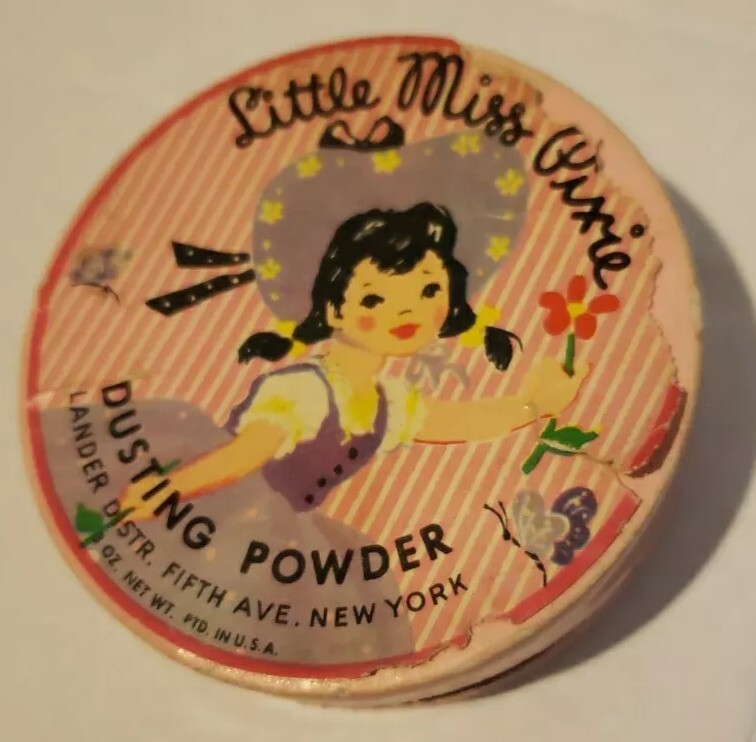 Little Miss Pixie
DUSTING POWDER
LANDER DISTR. FIFTH AVE. NEW YORK
OZ. NET WT. PTD. IN U.S.A.